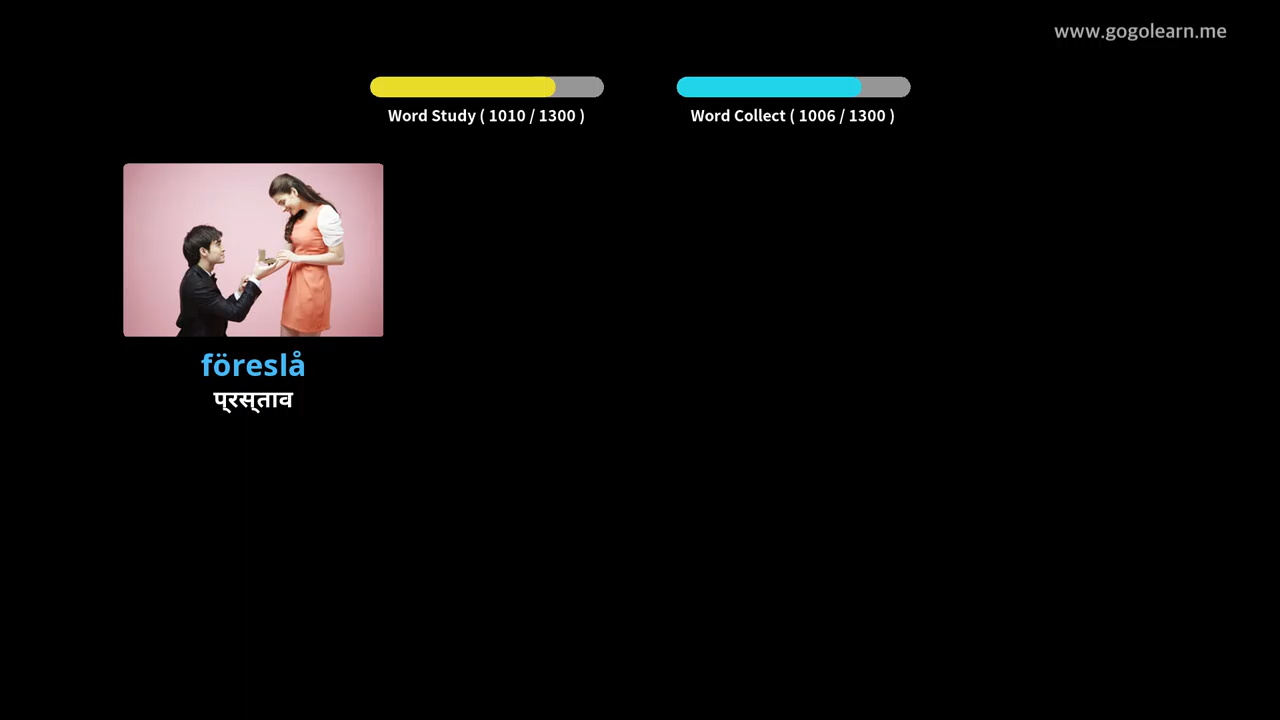 www.gogolearn.me
Word Study ( 1010 / 1300 )
Word Collect ( 1006 / 1300 )
föreslå
प्रस्ताव